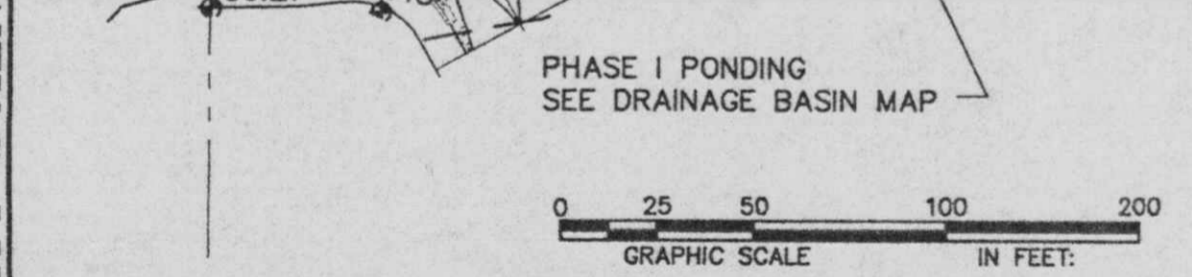 PHASE I PONDING
SEE DRAINAGE BASIN MAP
0 25 50 100 200
GRAPHIC SCALE IN FEET: